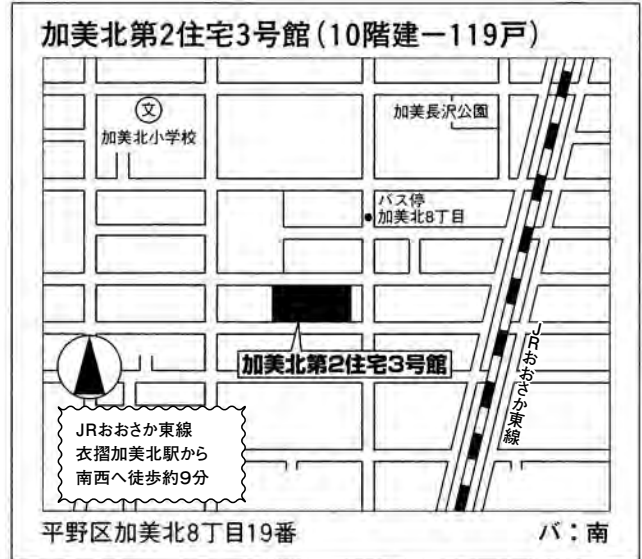 加美北第2住宅3号館(10階建ー119戸)
文
加美北小学校
加美長沢公園
バス停
加美北8丁目
加美北第2住宅3号館
JRおおさか東線
JRおおさか東線
衣摺加美北駅から
南西へ徒歩約9分
平野区加美北8丁目19番
バ:南